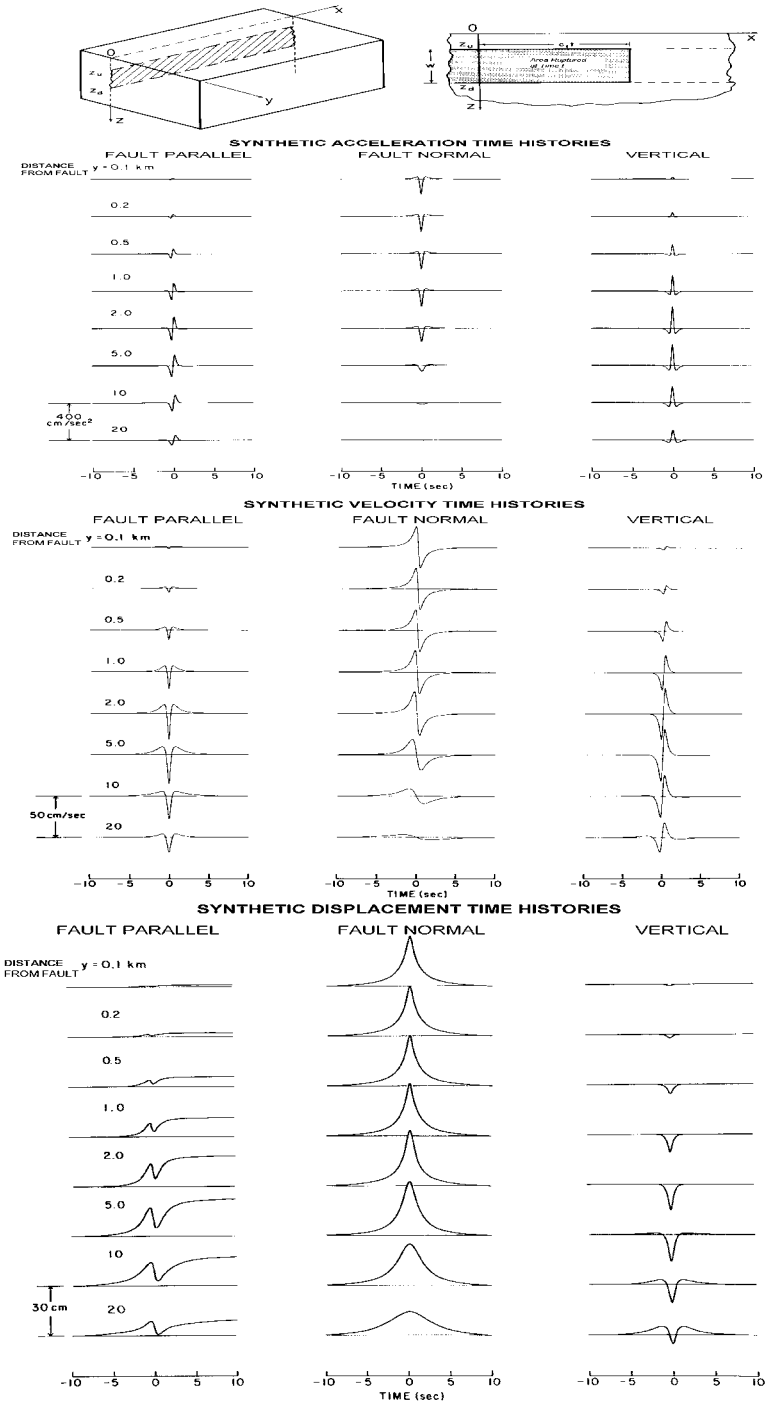 X
O
Zu
Zd
y
Z
O
X
Zu
c₁t
W
Area Ruptured
at Time t
Zd
Z
SYNTHETIC ACCELERATION TIME HISTORIES
FAULT PARALLEL FAULT NORMAL VERTICAL
DISTANCE
FROM FAULT
y = 0.1 km
0.2
0.5
1.0
2.0
5.0
10
400
cm/sec²
20
-10 -5 0 5 10 -10 -5 0 5 10 -10 -5 0 5 10
TIME (sec)
SYNTHETIC VELOCITY TIME HISTORIES
FAULT PARALLEL FAULT NORMAL VERTICAL
DISTANCE
FROM FAULT
y = 0.1 km
0.2
0.5
1.0
2.0
5.0
10
50 cm/sec
20
-10 -5 0 5 10 -10 -5 0 5 10 -10 -5 0 5 10
TIME (sec)
SYNTHETIC DISPLACEMENT TIME HISTORIES
FAULT PARALLEL FAULT NORMAL VERTICAL
DISTANCE
FROM FAULT
y = 0.1 km
0.2
0.5
1.0
2.0
5.0
10
30 cm
20
-10 -5 0 5 10 -10 -5 0 5 10 -10 -5 0 5 10
TIME (sec)